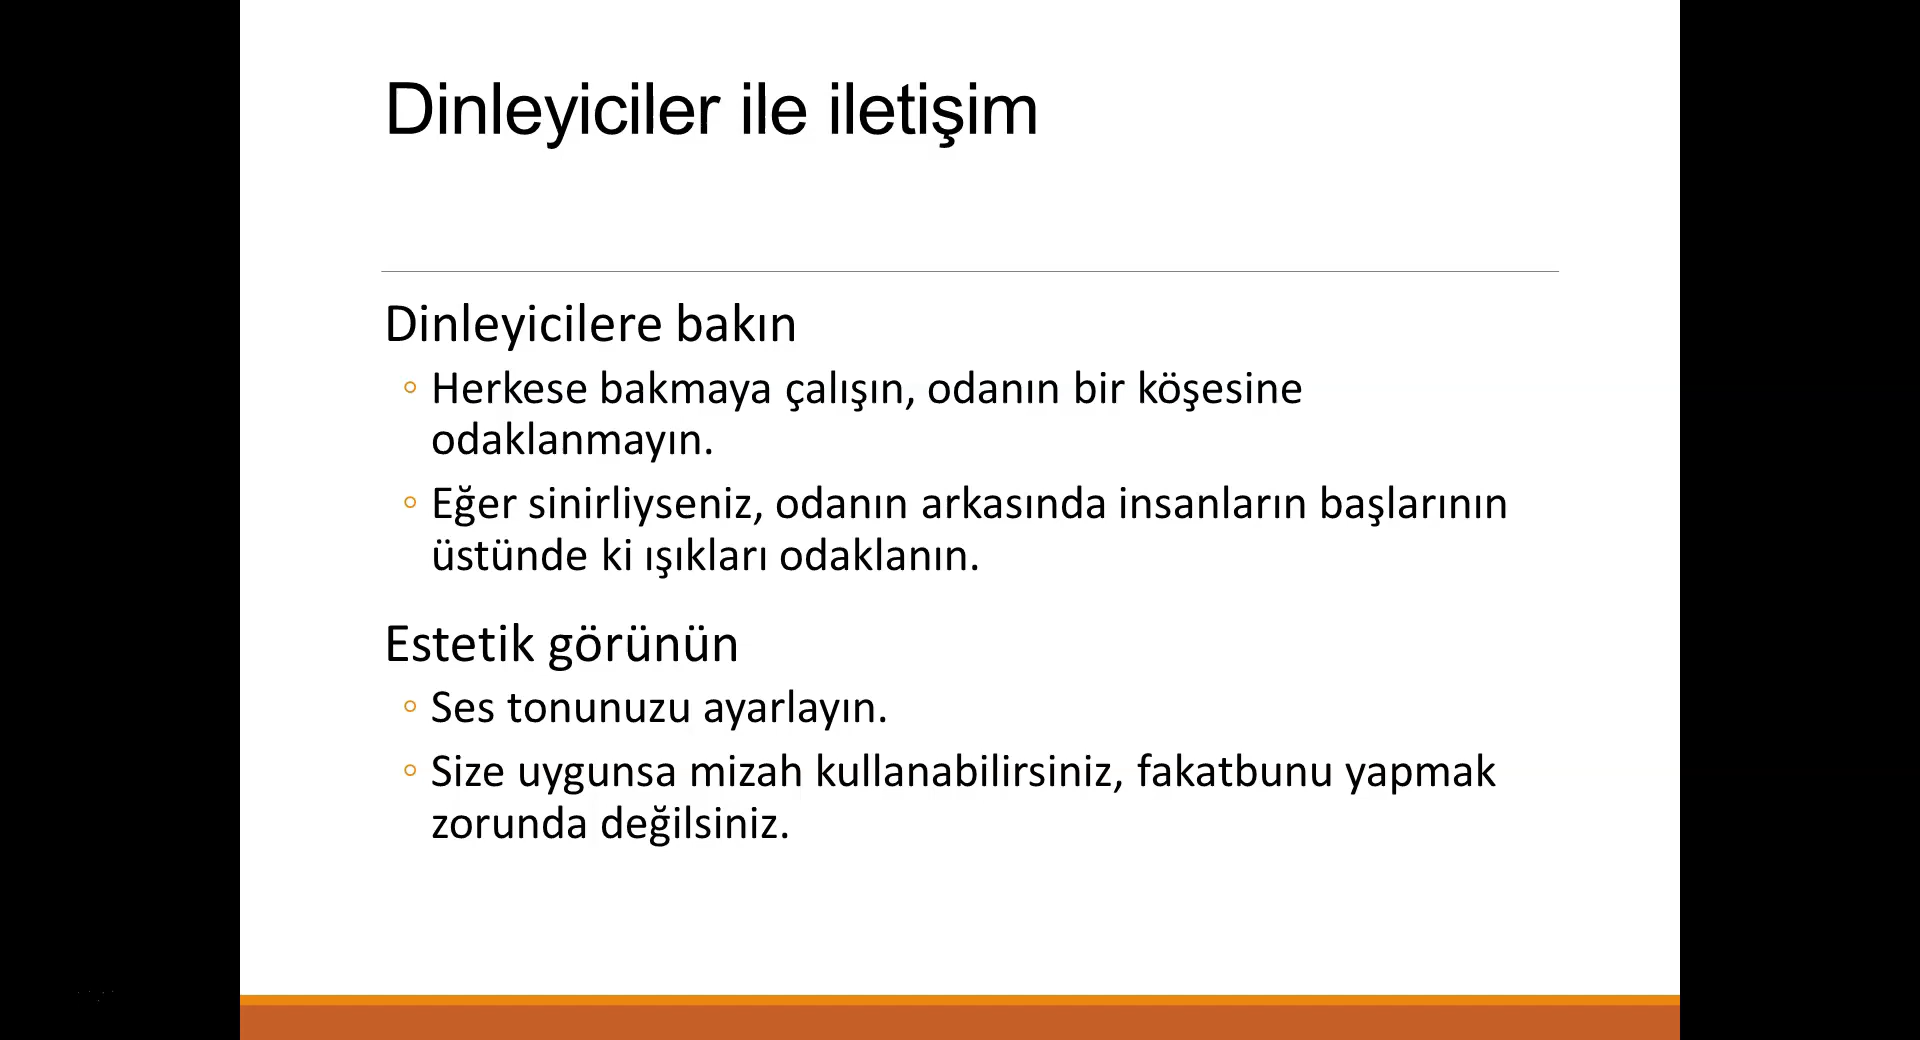 Dinleyiciler ile iletişim
Dinleyicilere bakın
◦ Herkese bakmaya çalışın, odanın bir köşesine
odaklanmayın.
◦ Eğer sinirliyseniz, odanın arkasında insanların başlarının
üstünde ki ışıkları odaklanın.
Estetik görünün
◦ Ses tonunuzu ayarlayın.
◦ Size uygunsa mizah kullanabilirsiniz, fakatbunu yapmak
zorunda değilsiniz.